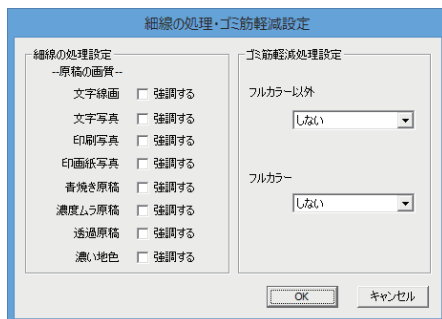 細線の処理・ゴミ筋軽減設定
細線の処理設定
--原稿の画質--
文字線画 強調する
文字写真 強調する
印刷写真 強調する
印画紙写真 強調する
青焼き原稿 強調する
濃度ムラ原稿 強調する
透過原稿 強調する
濃い地色 強調する
ゴミ筋軽減処理設定
フルカラー以外
しない
フルカラー
しない
OK キャンセル